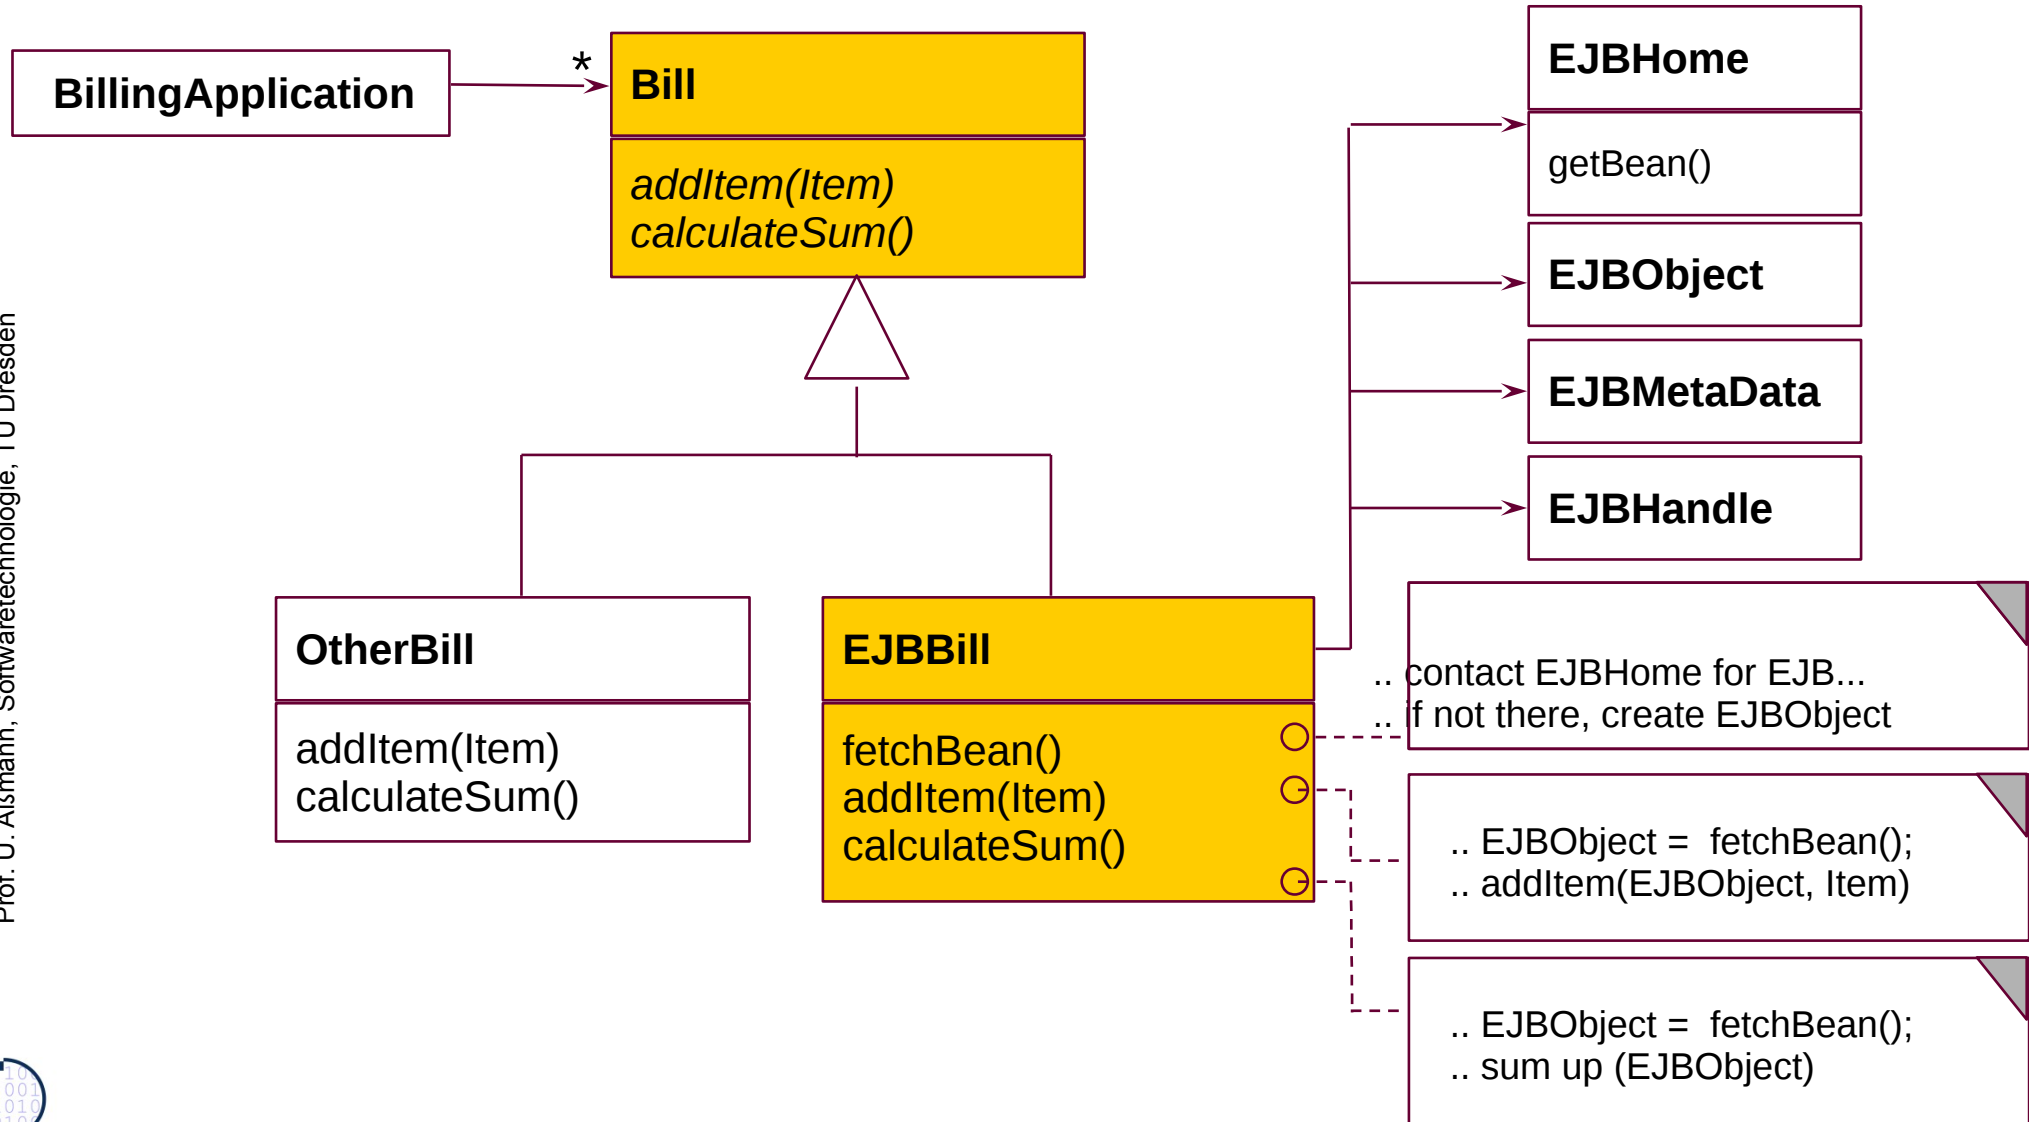 BillingApplication
*
Bill
addItem(Item)
calculateSum()
EJBHome
getBean()
EJBObject
EJBMetaData
EJBHandle
OtherBill
addItem(Item)
calculateSum()
EJBBill
fetchBean()
addItem(Item)
calculateSum()
.. contact EJBHome for EJB...
.. if not there, create EJBObject
.. EJBObject = fetchBean();
.. addItem(EJBObject, Item)
.. EJBObject = fetchBean();
.. sum up (EJBObject)
Prof. U. Aßmann, Softwaretechnologie, TU Dresden